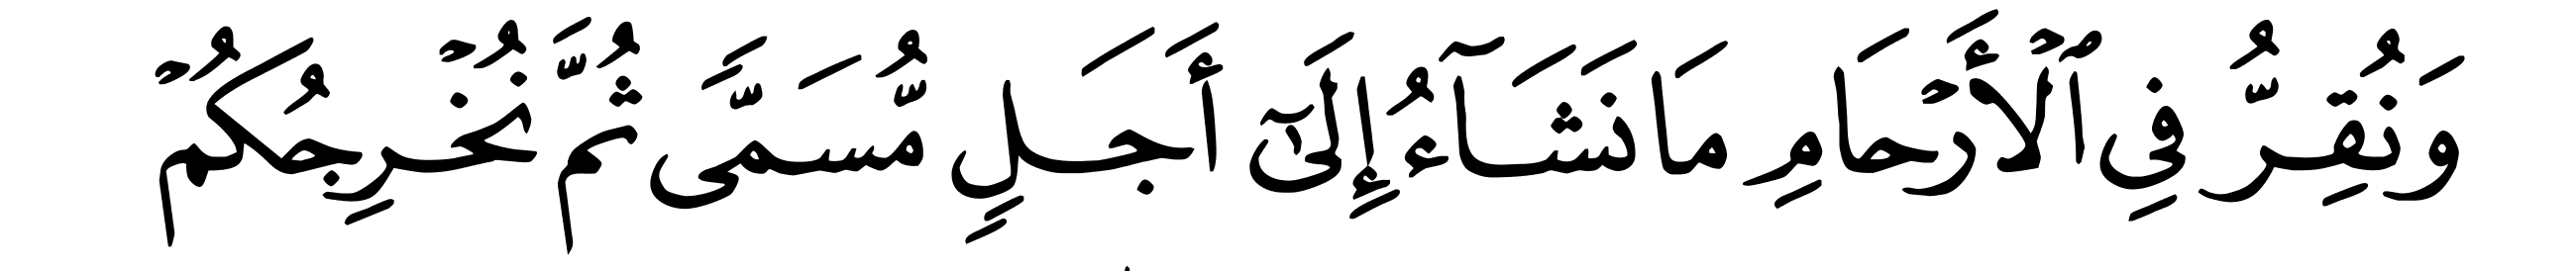 وَنُقِرُّ فِى ٱلْأَرْحَامِ مَا نَشَآءُ إِلَىٰٓ أَجَلٍ مُّسَمًّى ثُمَّ نُخْرِجُكُمْ